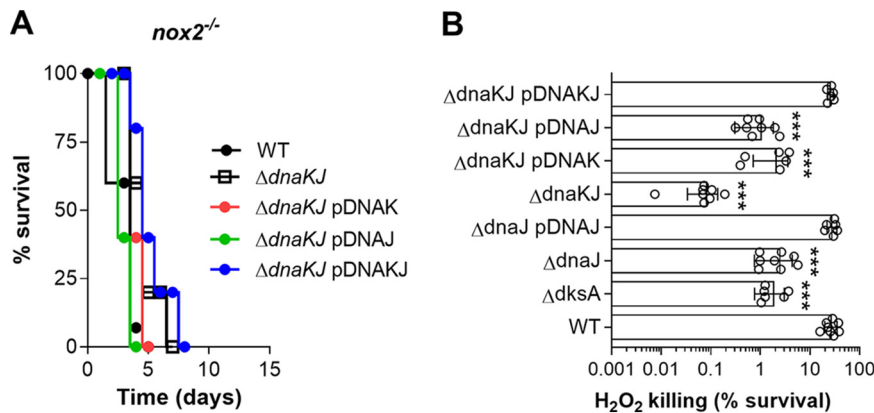 A
nox2-/-
% survival
100
75
50
25
0
0 5 10 15
Time (days)
WT
ΔdnaKJ
ΔdnaKJ pDNAK
ΔdnaKJ pDNAJ
ΔdnaKJ pDNAKJ
B
ΔdnaKJ pDNAKJ
ΔdnaKJ pDNAJ ***
ΔdnaKJ pDNAK ***
ΔdnaKJ ***
ΔdnaJ pDNAJ
ΔdnaJ ***
ΔdksA ***
WT
0.001 0.01 0.1 1 10 100
H2O2 killing (% survival)